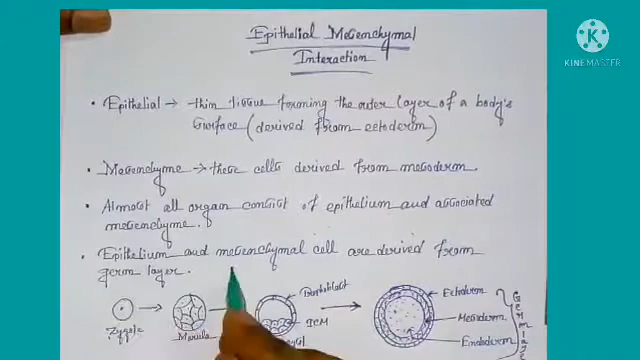 Epithelial Mesenchymal
Interaction
K
KINEMASTER
• Epithelial → thin tissue forming the outer layer of a body's
surface (derived from ectoderm)
• Mesenchyme → these cells derived from mesoderm.
• Almost all organ consist of epithelium and associated
mesenchyme.
• Epithelium and mesenchymal cell are derived from
germ layer.
Zygote
Morula
ICM
Ectoderm
Mesoderm
Endoderm